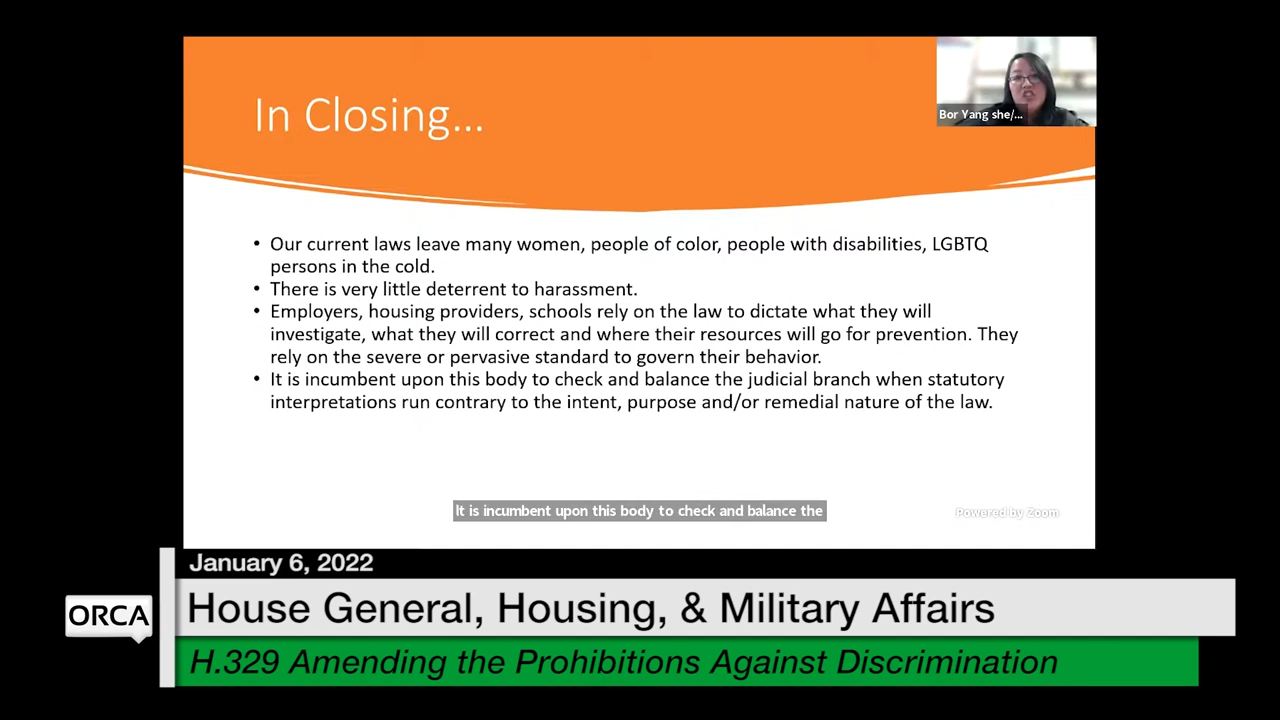 In Closing...
Bor Yang she/...
• Our current laws leave many women, people of color, people with disabilities, LGBTQ
persons in the cold.
• There is very little deterrent to harassment.
• Employers, housing providers, schools rely on the law to dictate what they will
investigate, what they will correct and where their resources will go for prevention. They
rely on the severe or pervasive standard to govern their behavior.
• It is incumbent upon this body to check and balance the judicial branch when statutory
interpretations run contrary to the intent, purpose and/or remedial nature of the law.
It is incumbent upon this body to check and balance the
Powered by Zoom
January 6, 2022
ORCA
House General, Housing, & Military Affairs
H.329 Amending the Prohibitions Against Discrimination